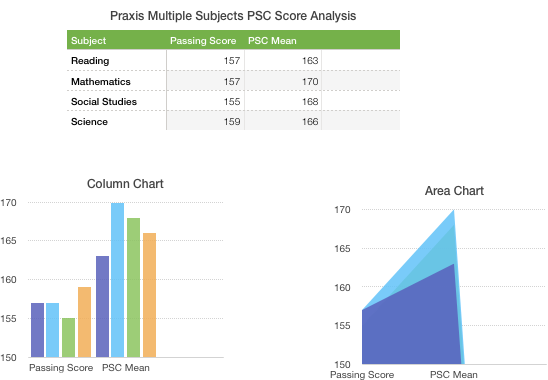 Praxis Multiple Subjects PSC Score Analysis
Subject Passing Score PSC Mean
Reading 157 163
Mathematics 157 170
Social Studies 155 168
Science 159 166
Column Chart
170
165
160
155
150
Passing Score PSC Mean
Area Chart
170
165
160
155
150
Passing Score PSC Mean